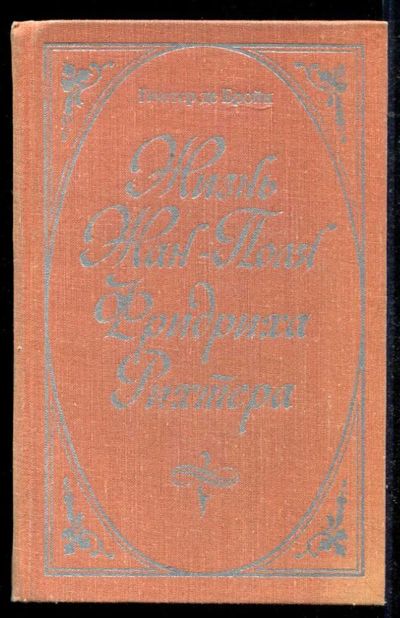 Гюнтер де Бройн
Жизнь
Жан-Поля
Фридриха
Рихтера